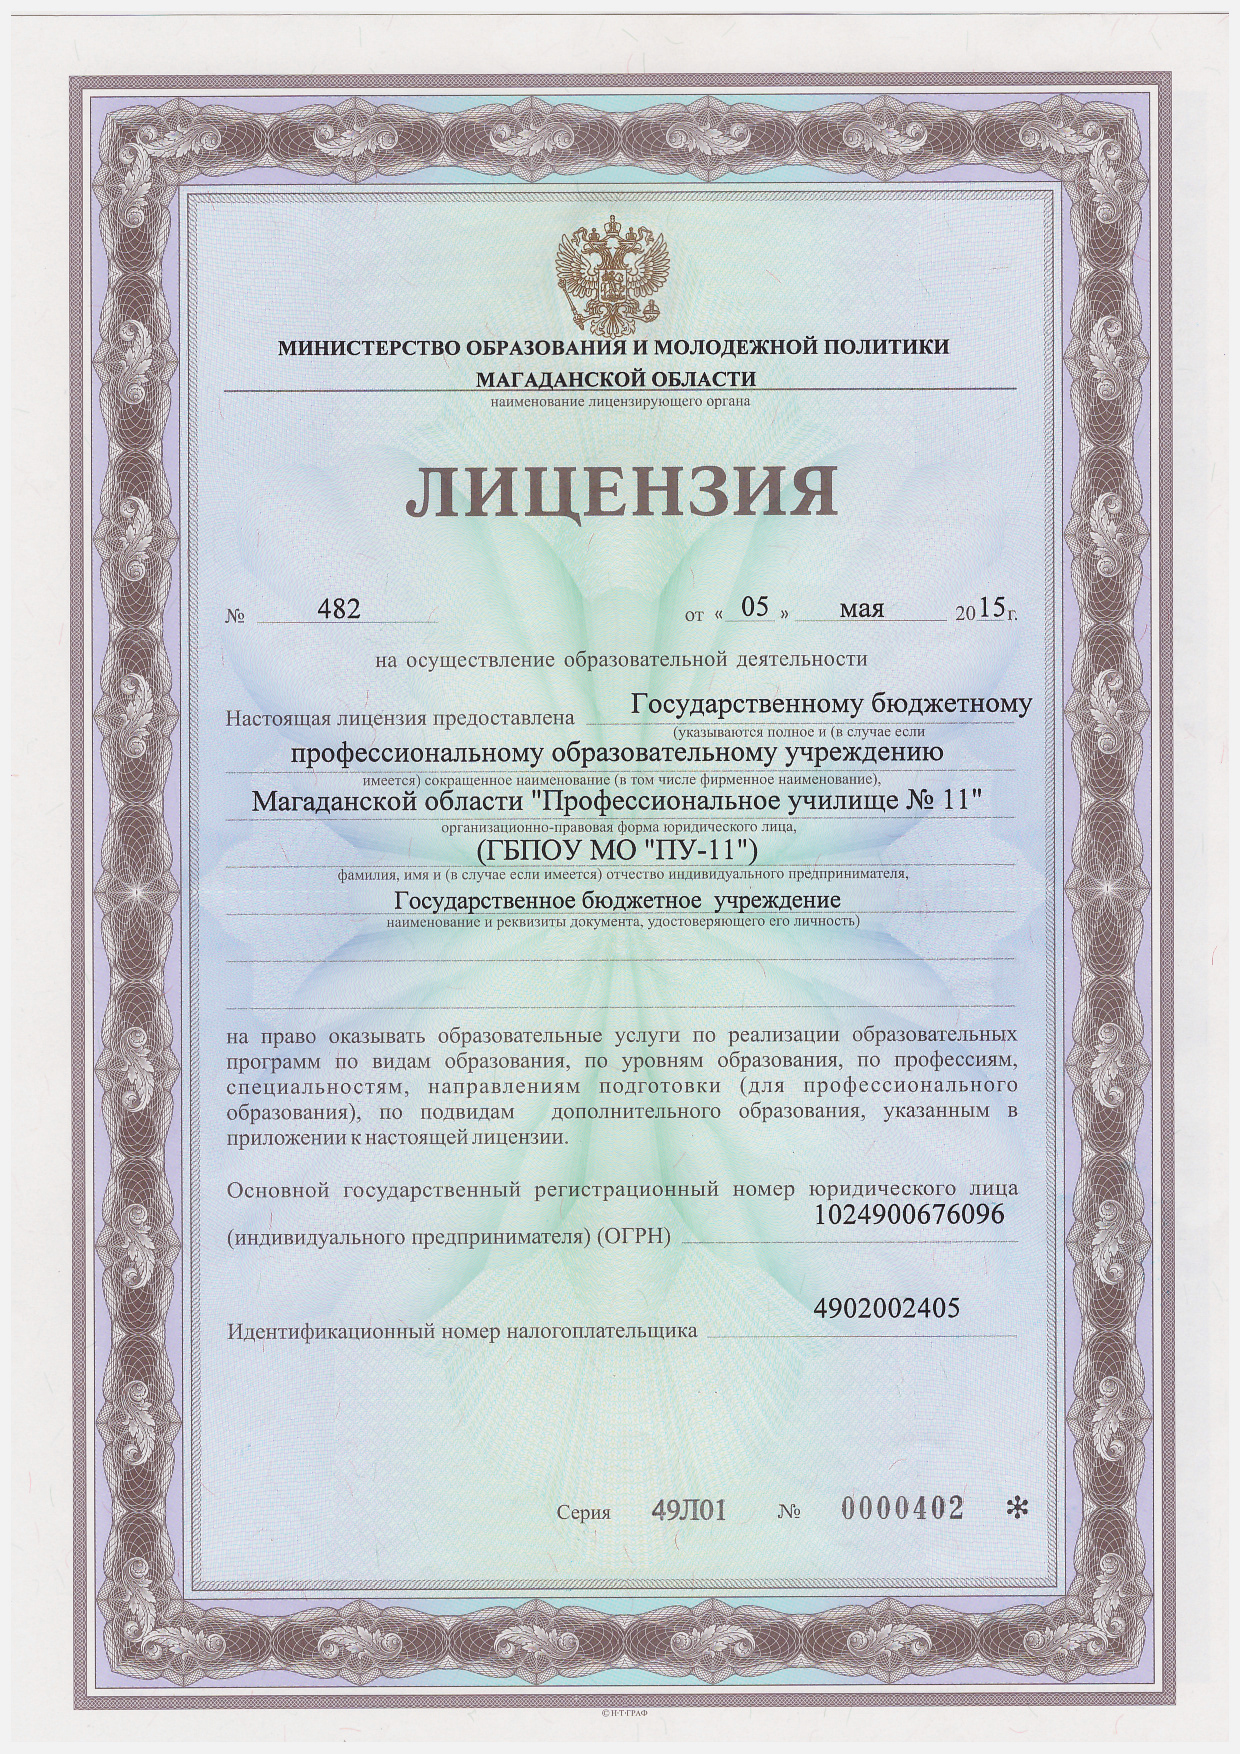 МИНИСТЕРСТВО ОБРАЗОВАНИЯ И МОЛОДЕЖНОЙ ПОЛИТИКИ
МАГАДАНСКОЙ ОБЛАСТИ
наименование лицензирующего органа
ЛИЦЕНЗИЯ
№ 482 от « 05 » мая 2015г.
на осуществление образовательной деятельности
Настоящая лицензия предоставлена Государственному бюджетному
(указываются полное и (в случае если
профессиональному образовательному учреждению
имеется) сокращенное наименование (в том числе фирменное наименование),
Магаданской области "Профессиональное училище № 11"
организационно-правовая форма юридического лица,
(ГБПОУ МО "ПУ-11")
фамилия, имя и (в случае если имеется) отчество индивидуального предпринимателя,
Государственное бюджетное учреждение
наименование и реквизиты документа, удостоверяющего его личность)
на право оказывать образовательные услуги по реализации образовательных
программ по видам образования, по уровням образования, по профессиям,
специальностям, направлениям подготовки (для профессионального
образования), по подвидам дополнительного образования, указанным в
приложении к настоящей лицензии.
Основной государственный регистрационный номер юридического лица
(индивидуального предпринимателя) (ОГРН) 1024900676096
Идентификационный номер налогоплательщика 4902002405
Серия 49Л01 № 0000402 *
© Н·Т·ГРАФ